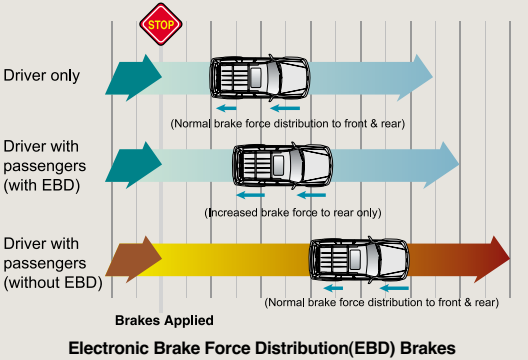 STOP
Driver only
(Normal brake force distribution to front & rear)
Driver with
passengers
(with EBD)
(Increased brake force to rear only)
Driver with
passengers
(without EBD)
(Normal brake force distribution to front & rear)
Brakes Applied
Electronic Brake Force Distribution(EBD) Brakes